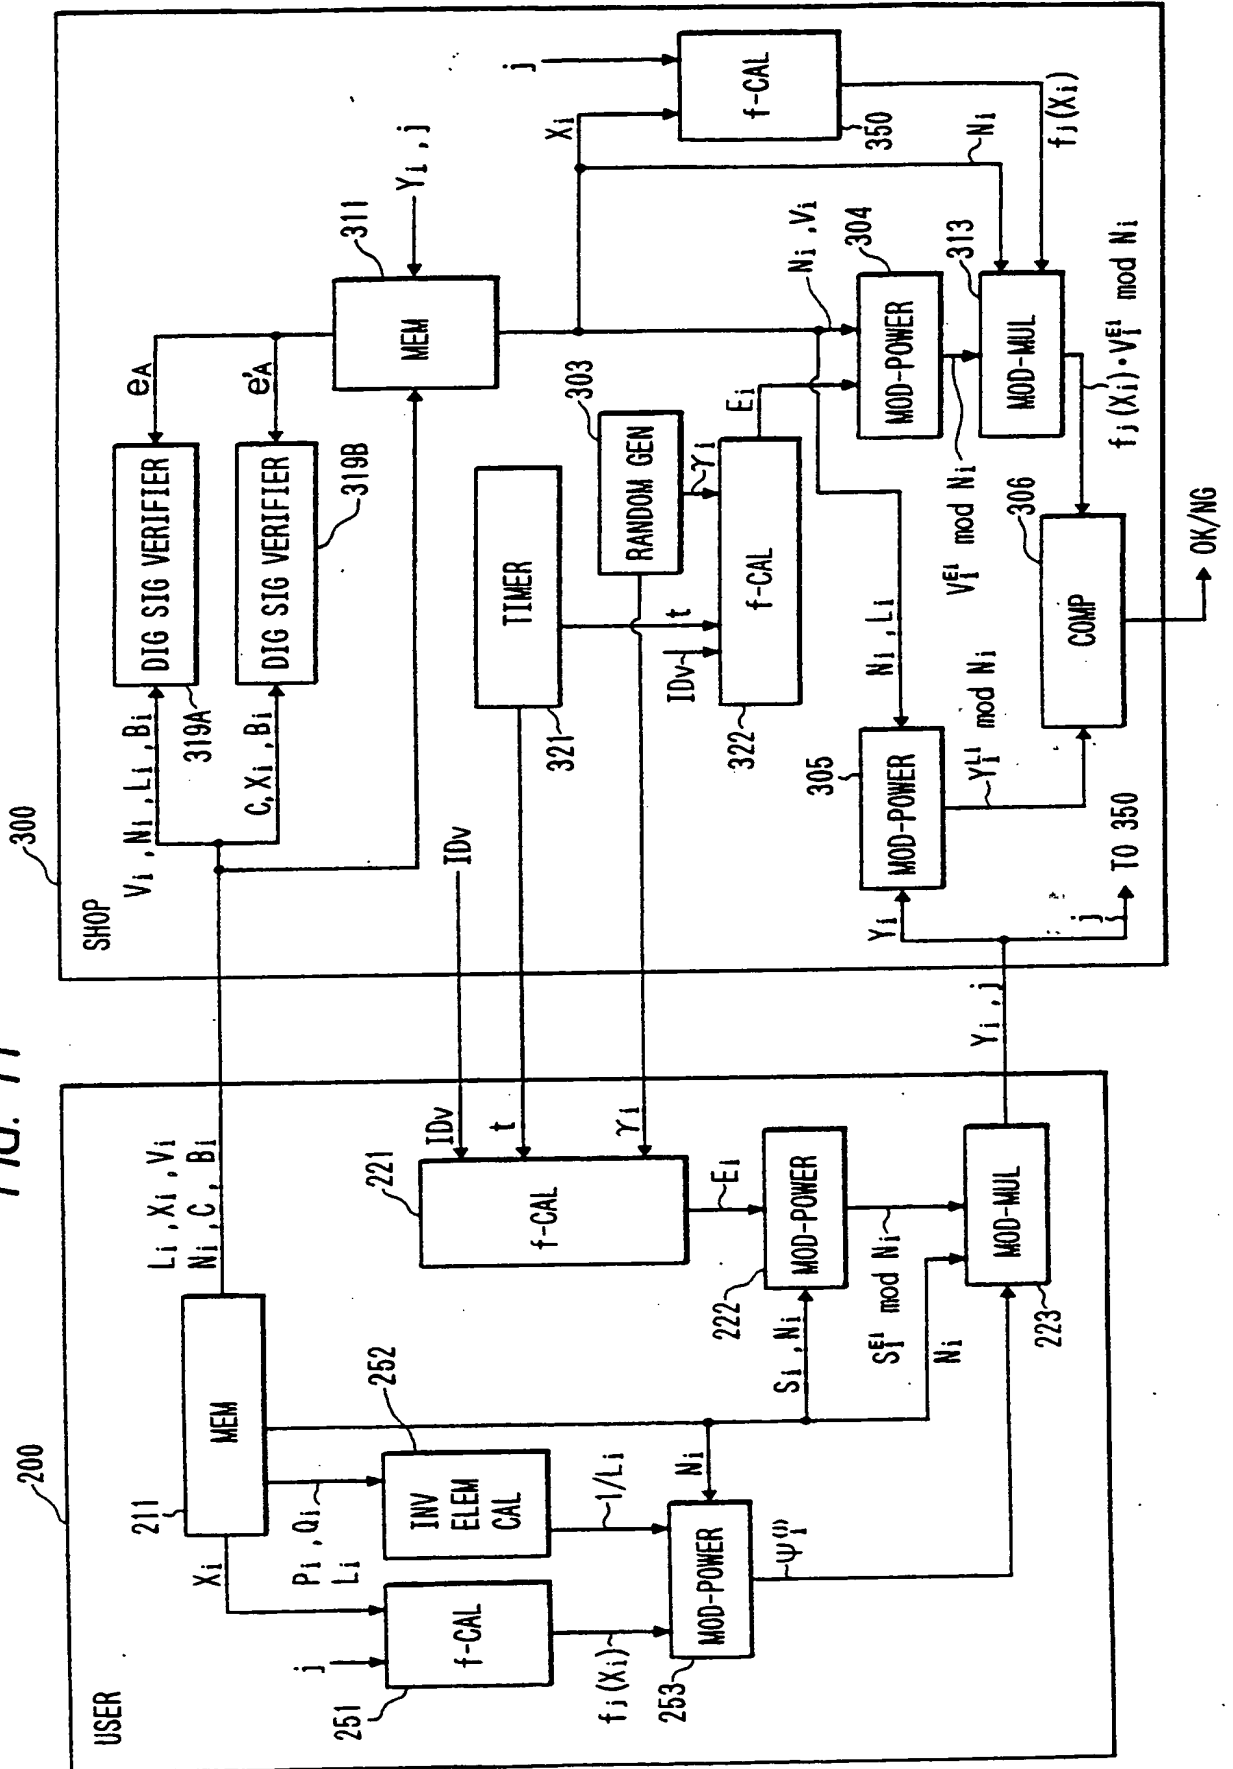 FIG. 11
USER
200
MEM
211
Xi
Pi , Qi
Li
252
INV
ELEM
CAL
j
f-CAL
251
fj(Xi)
1/Li
Ni
MOD-POWER
253
Ψi(j)
Li , Xi , Vi
Ni , C , Bi
IDv
t
γi
221
f-CAL
Ei
Si , Ni
MOD-POWER
222
Si^Ei mod Ni
Ni
MOD-MUL
223
Yi , j
SHOP
300
Vi , Ni , Li , Bi
DIG SIG VERIFIER
319A
eA
C, Xi , Bi
DIG SIG VERIFIER
319B
e'A
MEM
311
Yi , j
IDv
TIMER
321
RANDOM GEN
303
γi
t
IDv
f-CAL
322
Ei
Xi
j
f-CAL
350
Ni
fj(Xi)
Ni , Vi
MOD-POWER
304
Vi^Ei mod Ni
MOD-MUL
313
fj(Xi)·Vi^Ei mod Ni
Ni , Li
Yi
MOD-POWER
305
Yi^Li mod Ni
COMP
306
OK/NG
j
TO 350